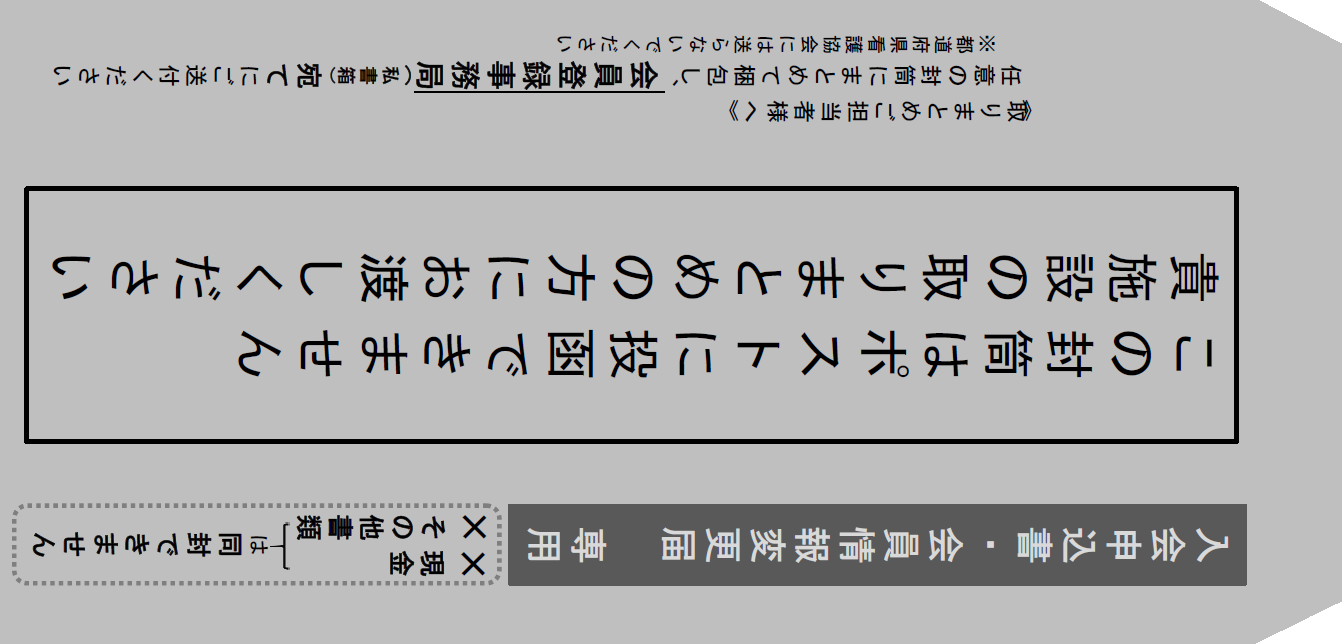 入会申込書・会員情報変更届　専用
×現金
×その他書類
は同封できません
この封筒はポストに投函できません
貴施設の取りまとめの方にお渡しください
《取りまとめご担当者様へ》
任意の封筒にまとめて梱包し、会員登録事務局(私書箱)宛てにご送付ください
※都道府県看護協会には送らないでください